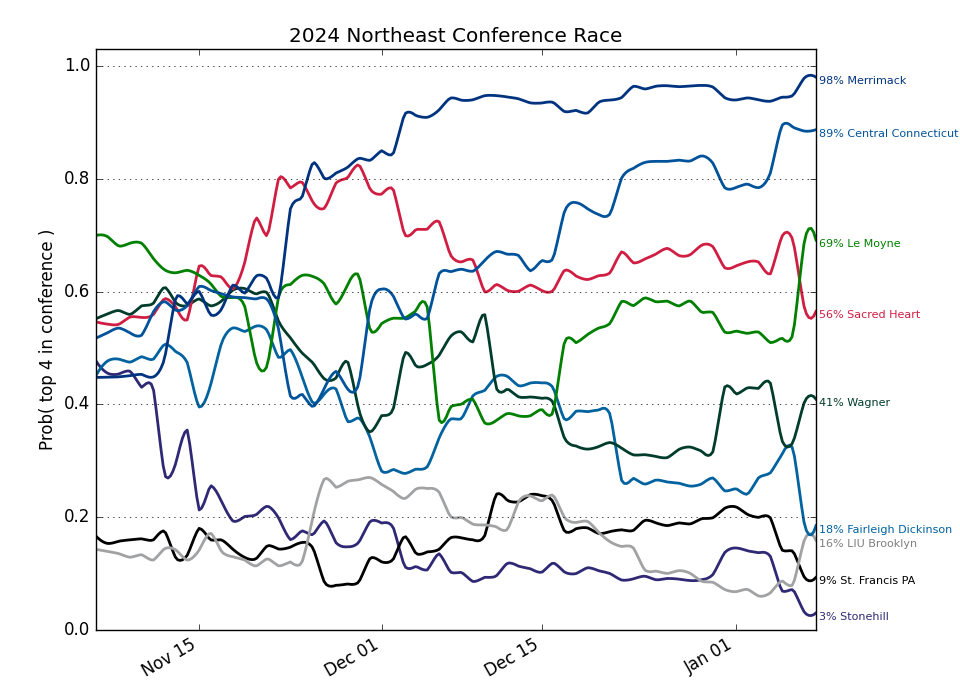 2024 Northeast Conference Race
Prob( top 4 in conference )
1.0
0.8
0.6
0.4
0.2
0.0
Nov 15
Dec 01
Dec 15
Jan 01
98% Merrimack
89% Central Connecticut
69% Le Moyne
56% Sacred Heart
41% Wagner
18% Fairleigh Dickinson
16% LIU Brooklyn
9% St. Francis PA
3% Stonehill